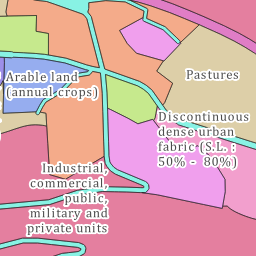 Arable land
(annual crops)
Pastures
Discontinuous
dense urban
fabric (S.L. :
50% - 80%)
Industrial,
commercial,
public,
military and
private units